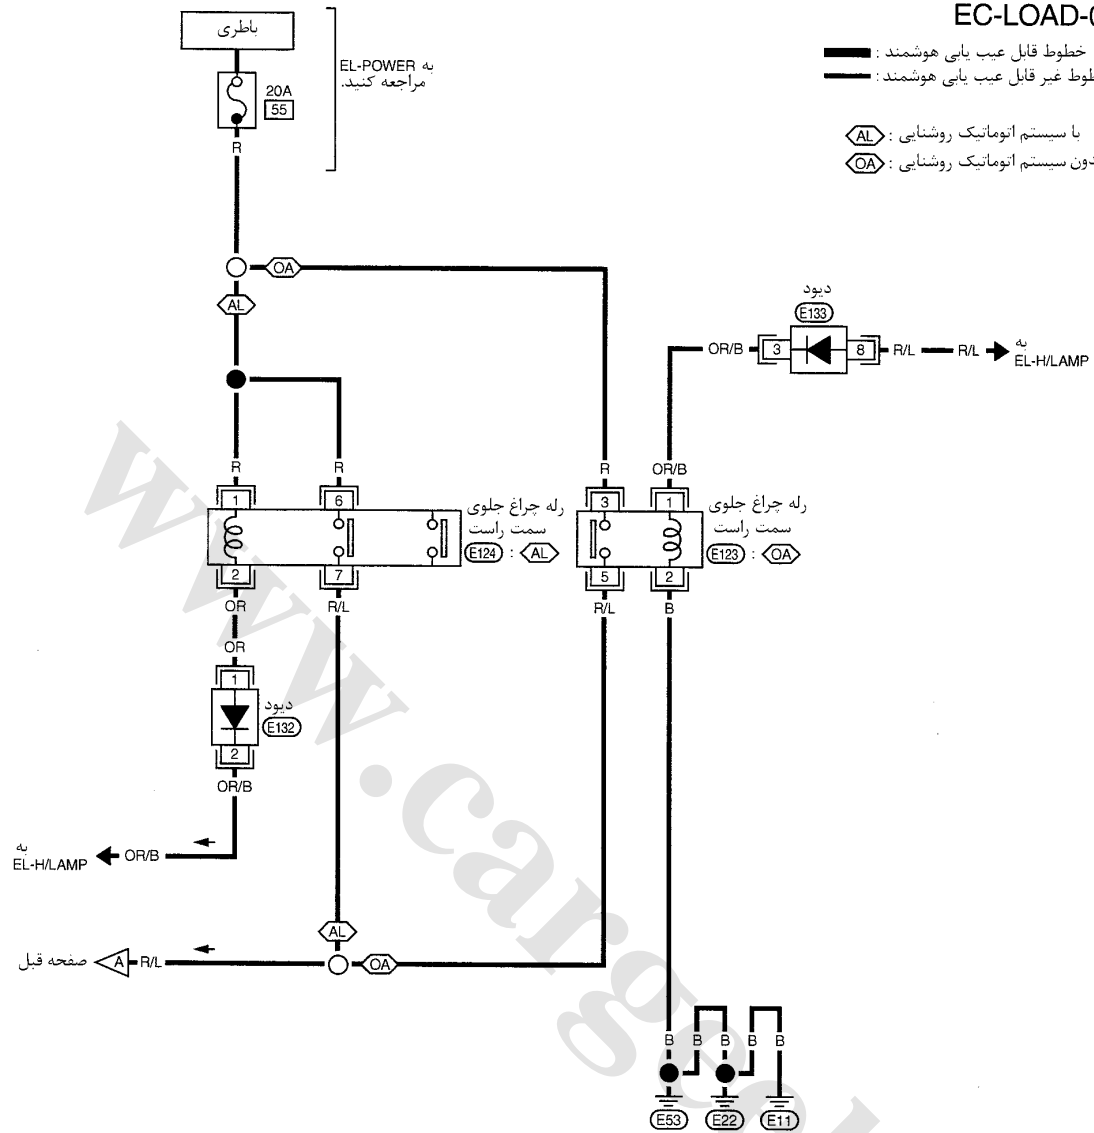 EC-LOAD-0
باطری
به EL-POWER
مراجعه کنید.
خطوط قابل عیب یابی هوشمند :
طوط غیر قابل عیب یابی هوشمند :
20A
55
R
با سیستم اتوماتیک روشنایی : AL
دون سیستم اتوماتیک روشنایی : OA
OA
AL
دیود
E133
OR/B
3
8
R/L
R/L
به
EL-H/LAMP
R
R
R
OR/B
1
6
3
1
رله چراغ جلوی
سمت راست
E124 : AL
رله چراغ جلوی
سمت راست
E123 : OA
2
7
5
2
OR
R/L
R/L
B
OR
1
دیود
E132
2
OR/B
به
EL-H/LAMP
OR/B
AL
صفحه قبل
A
R/L
OA
B
B
B
B
B
E53
E22
E11
www.cargeek